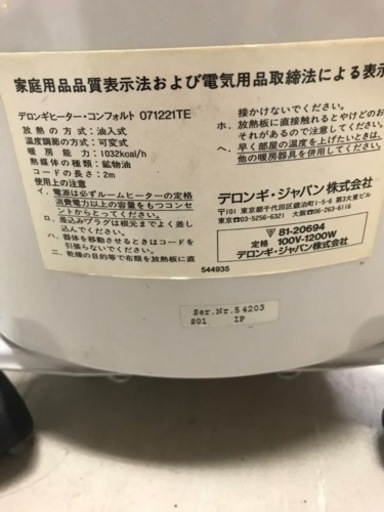 家庭用品品質表示法および電気用品取締法による表示
デロンギヒーター・コンフォルト 071221TE
放熱の方式：油入式
温度調節の方式：可変式
暖房能力：1032kcal/h
熱媒体の種類：鉱物油
コードの長さ：2m
使用上の注意
イ. 電源は必ずルームヒーターの定格消費電力以上の容量をもつコンセントからとってください。
ロ. 差込みプラグは根元までよく差し込んでください。
ハ. 器体を移動させるときはコードを引張らないでください。
ニ. 乾燥の目的等で布類を放熱板に直
接かけないでください。
ホ. 放熱板に直接触れるとやけどのおそれがあるので注意してください。
ヘ. 早く部屋の温度を上げたいときは、他の暖房器具を併用してください。
デロンギ・ジャパン株式会社
〒101 東京都千代田区鍛冶町1-5-6 第3大東ビル
東京☎03-5256-6321 大阪☎06-263-6116
〒 81-20694
定格 100V-1200W
デロンギ・ジャパン株式会社
544935
Ser.Nr.54203
S01 IP